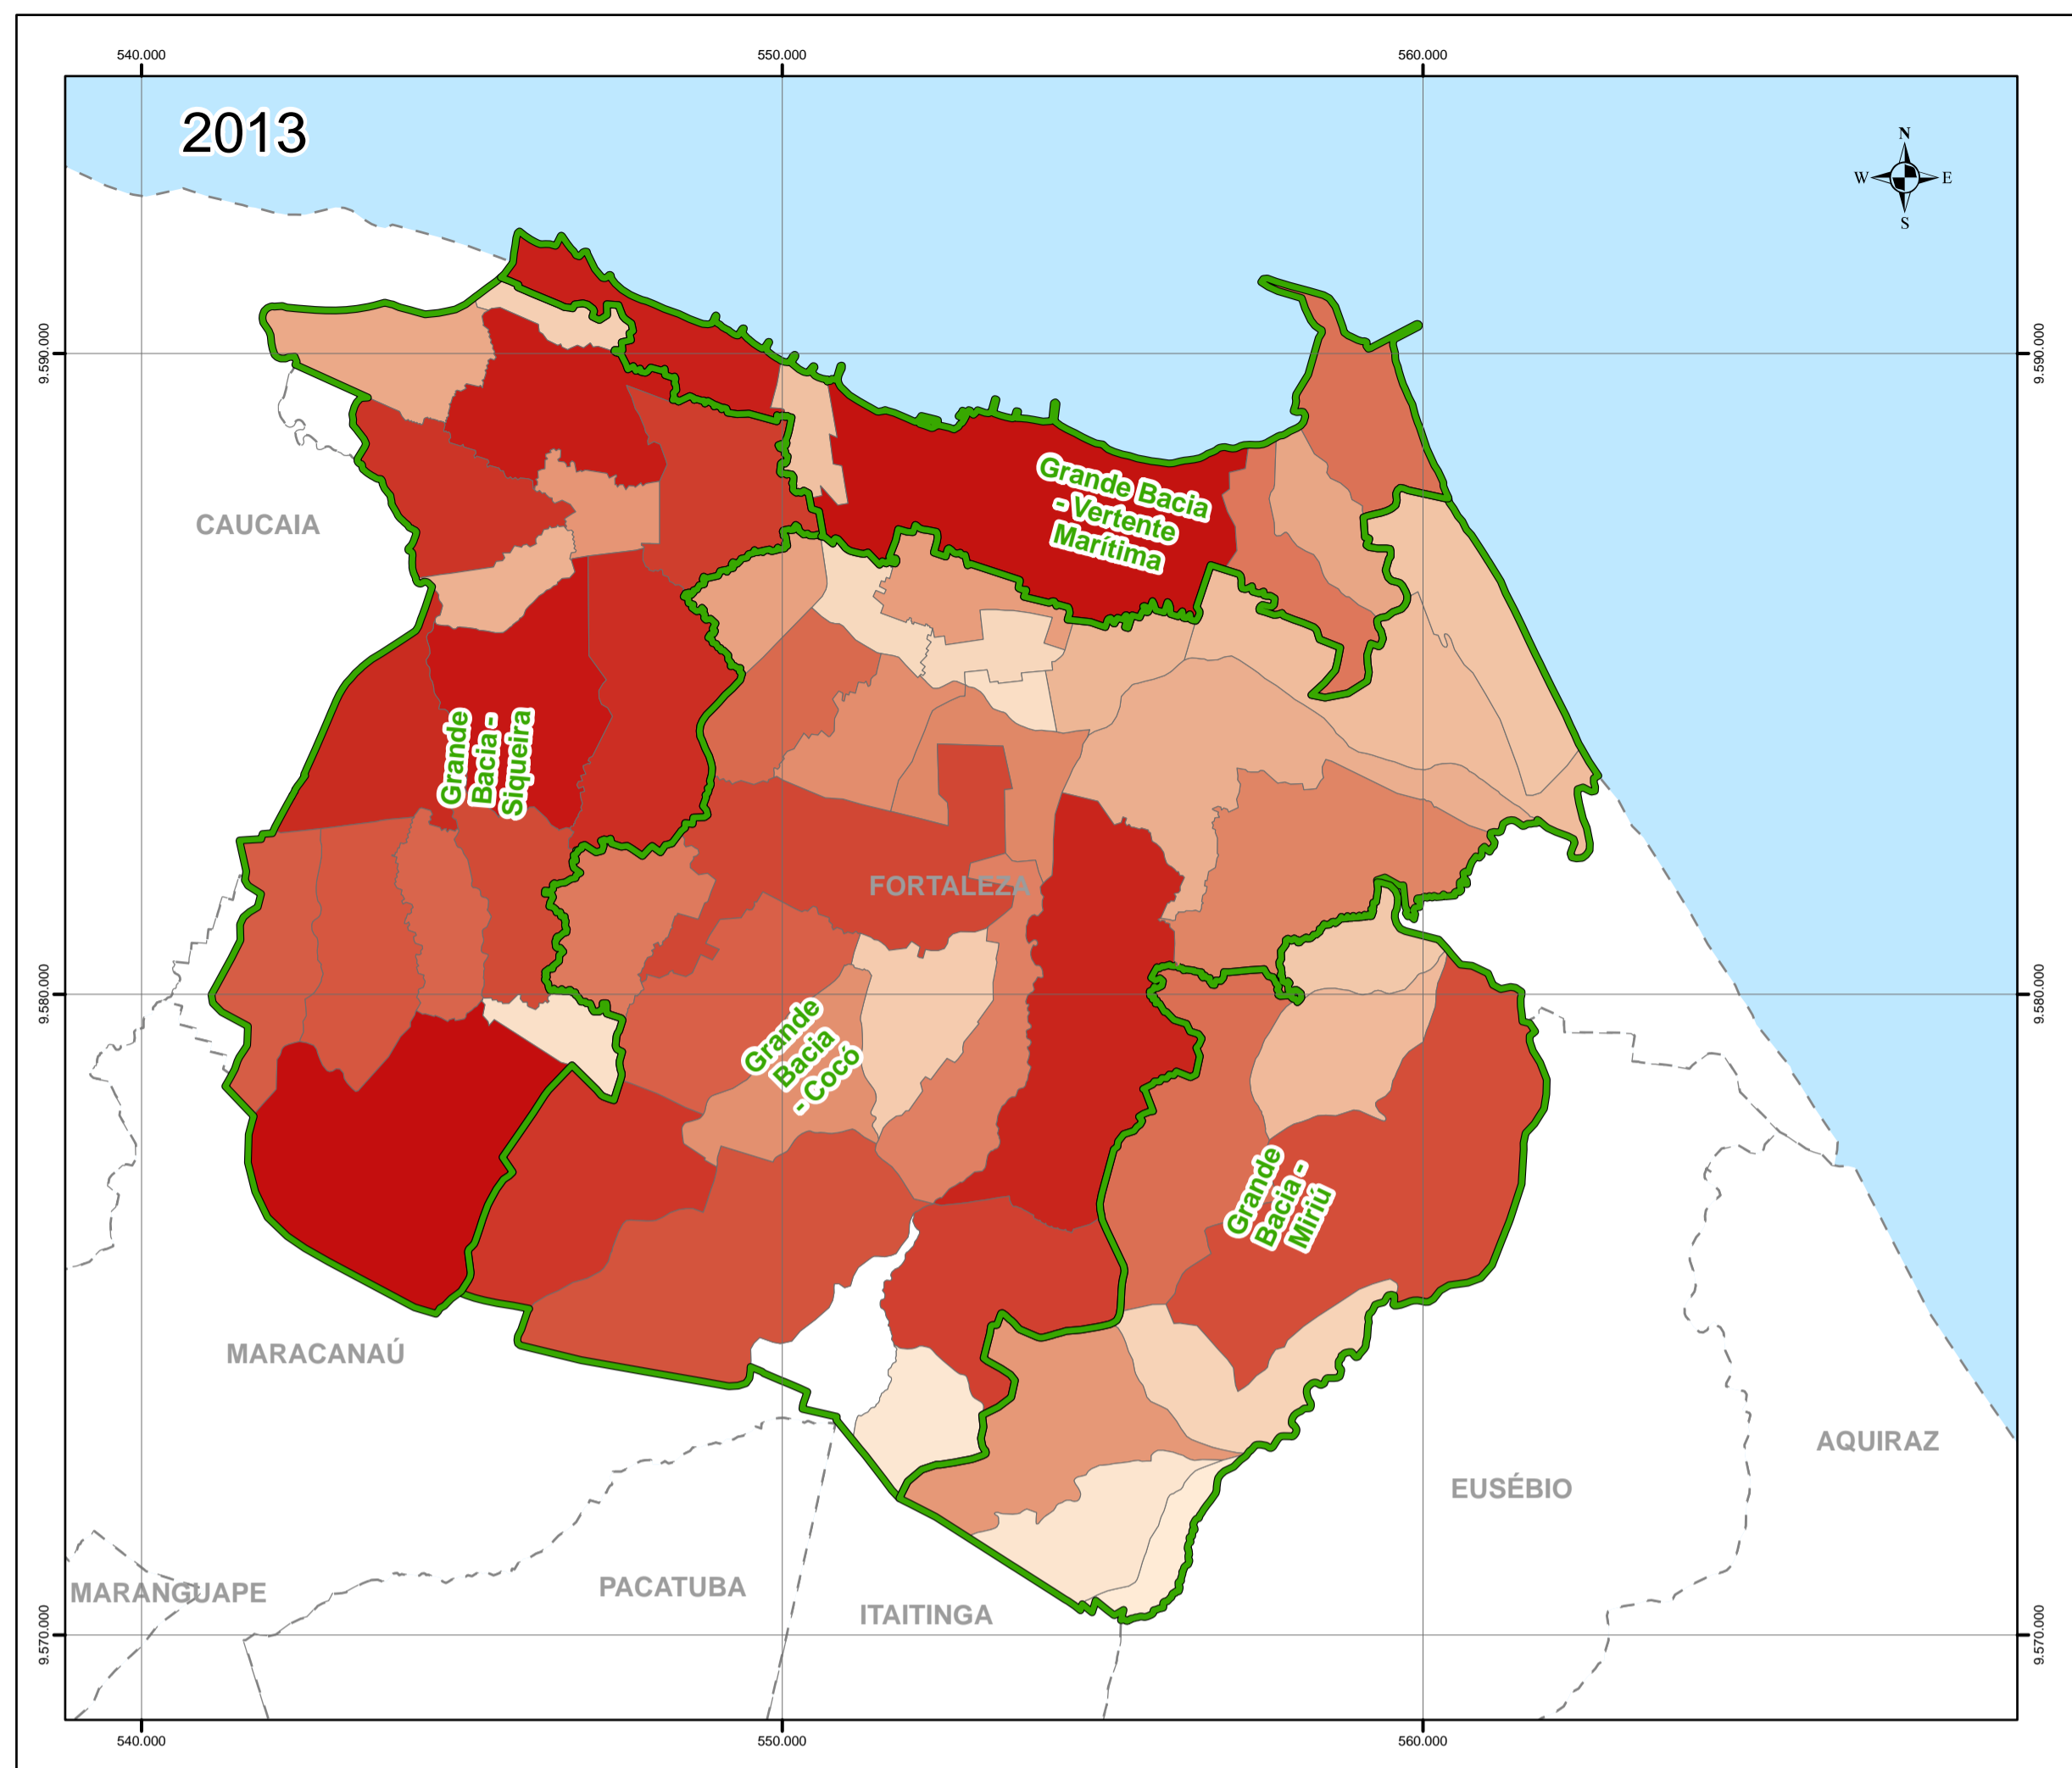 540.000
550.000
560.000
2013
N
W
E
S
9.590.000
9.590.000
CAUCAIA
Grande Bacia
- Vertente
Marítima
Grande
Bacia -
Siqueira
FORTALEZA
9.580.000
9.580.000
Grande
Bacia
- Cocó
Grande
Bacia -
Miriú
MARACANAÚ
AQUIRAZ
EUSÉBIO
PACATUBA
MARANGUAPE
ITAITINGA
9.570.000
9.570.000
540.000
550.000
560.000